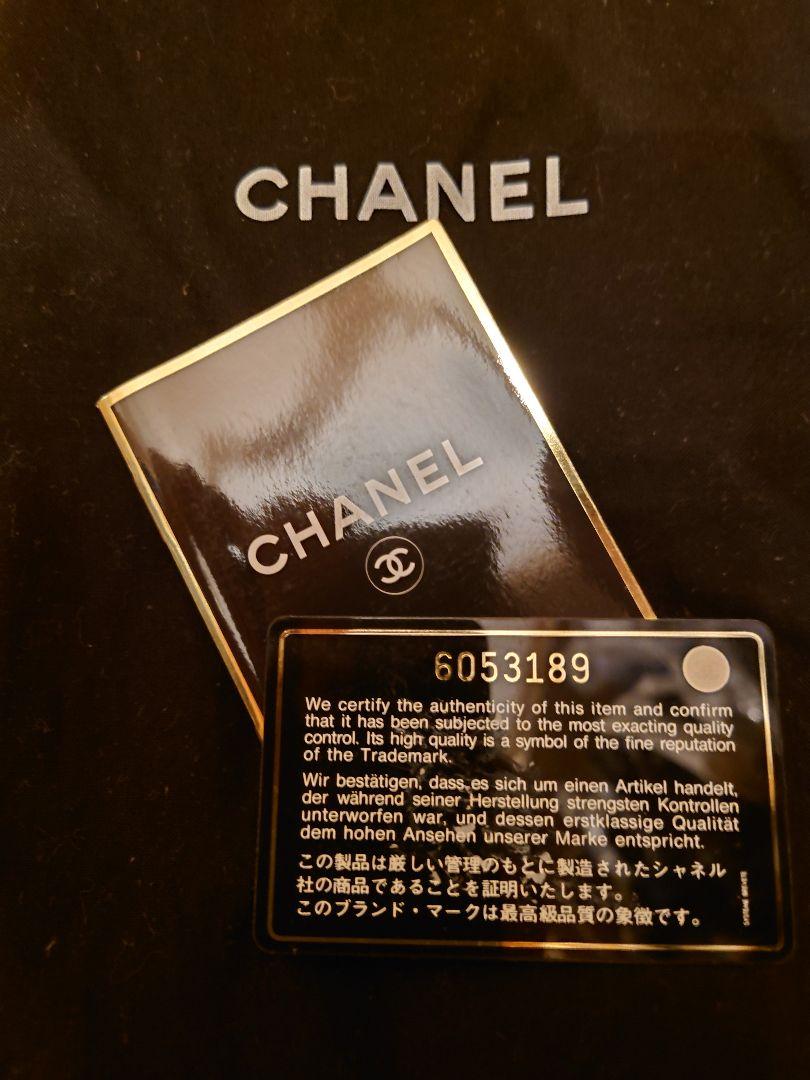 CHANEL
CHANEL
6053189
We certify the authenticity of this item and confirm
that it has been subjected to the most exacting quality
control. Its high quality is a symbol of the fine reputation
of the Trademark.
Wir bestätigen, dass es sich um einen Artikel handelt,
der während seiner Herstellung strengsten Kontrollen
unterworfen war, und dessen erstklassige Qualität
dem hohen Ansehen unserer Marke entspricht.
この製品は厳しい管理のもとに製造されたシャネル
社の商品であることを証明いたします。
このブランド・マークは最高級品質の象徴です。